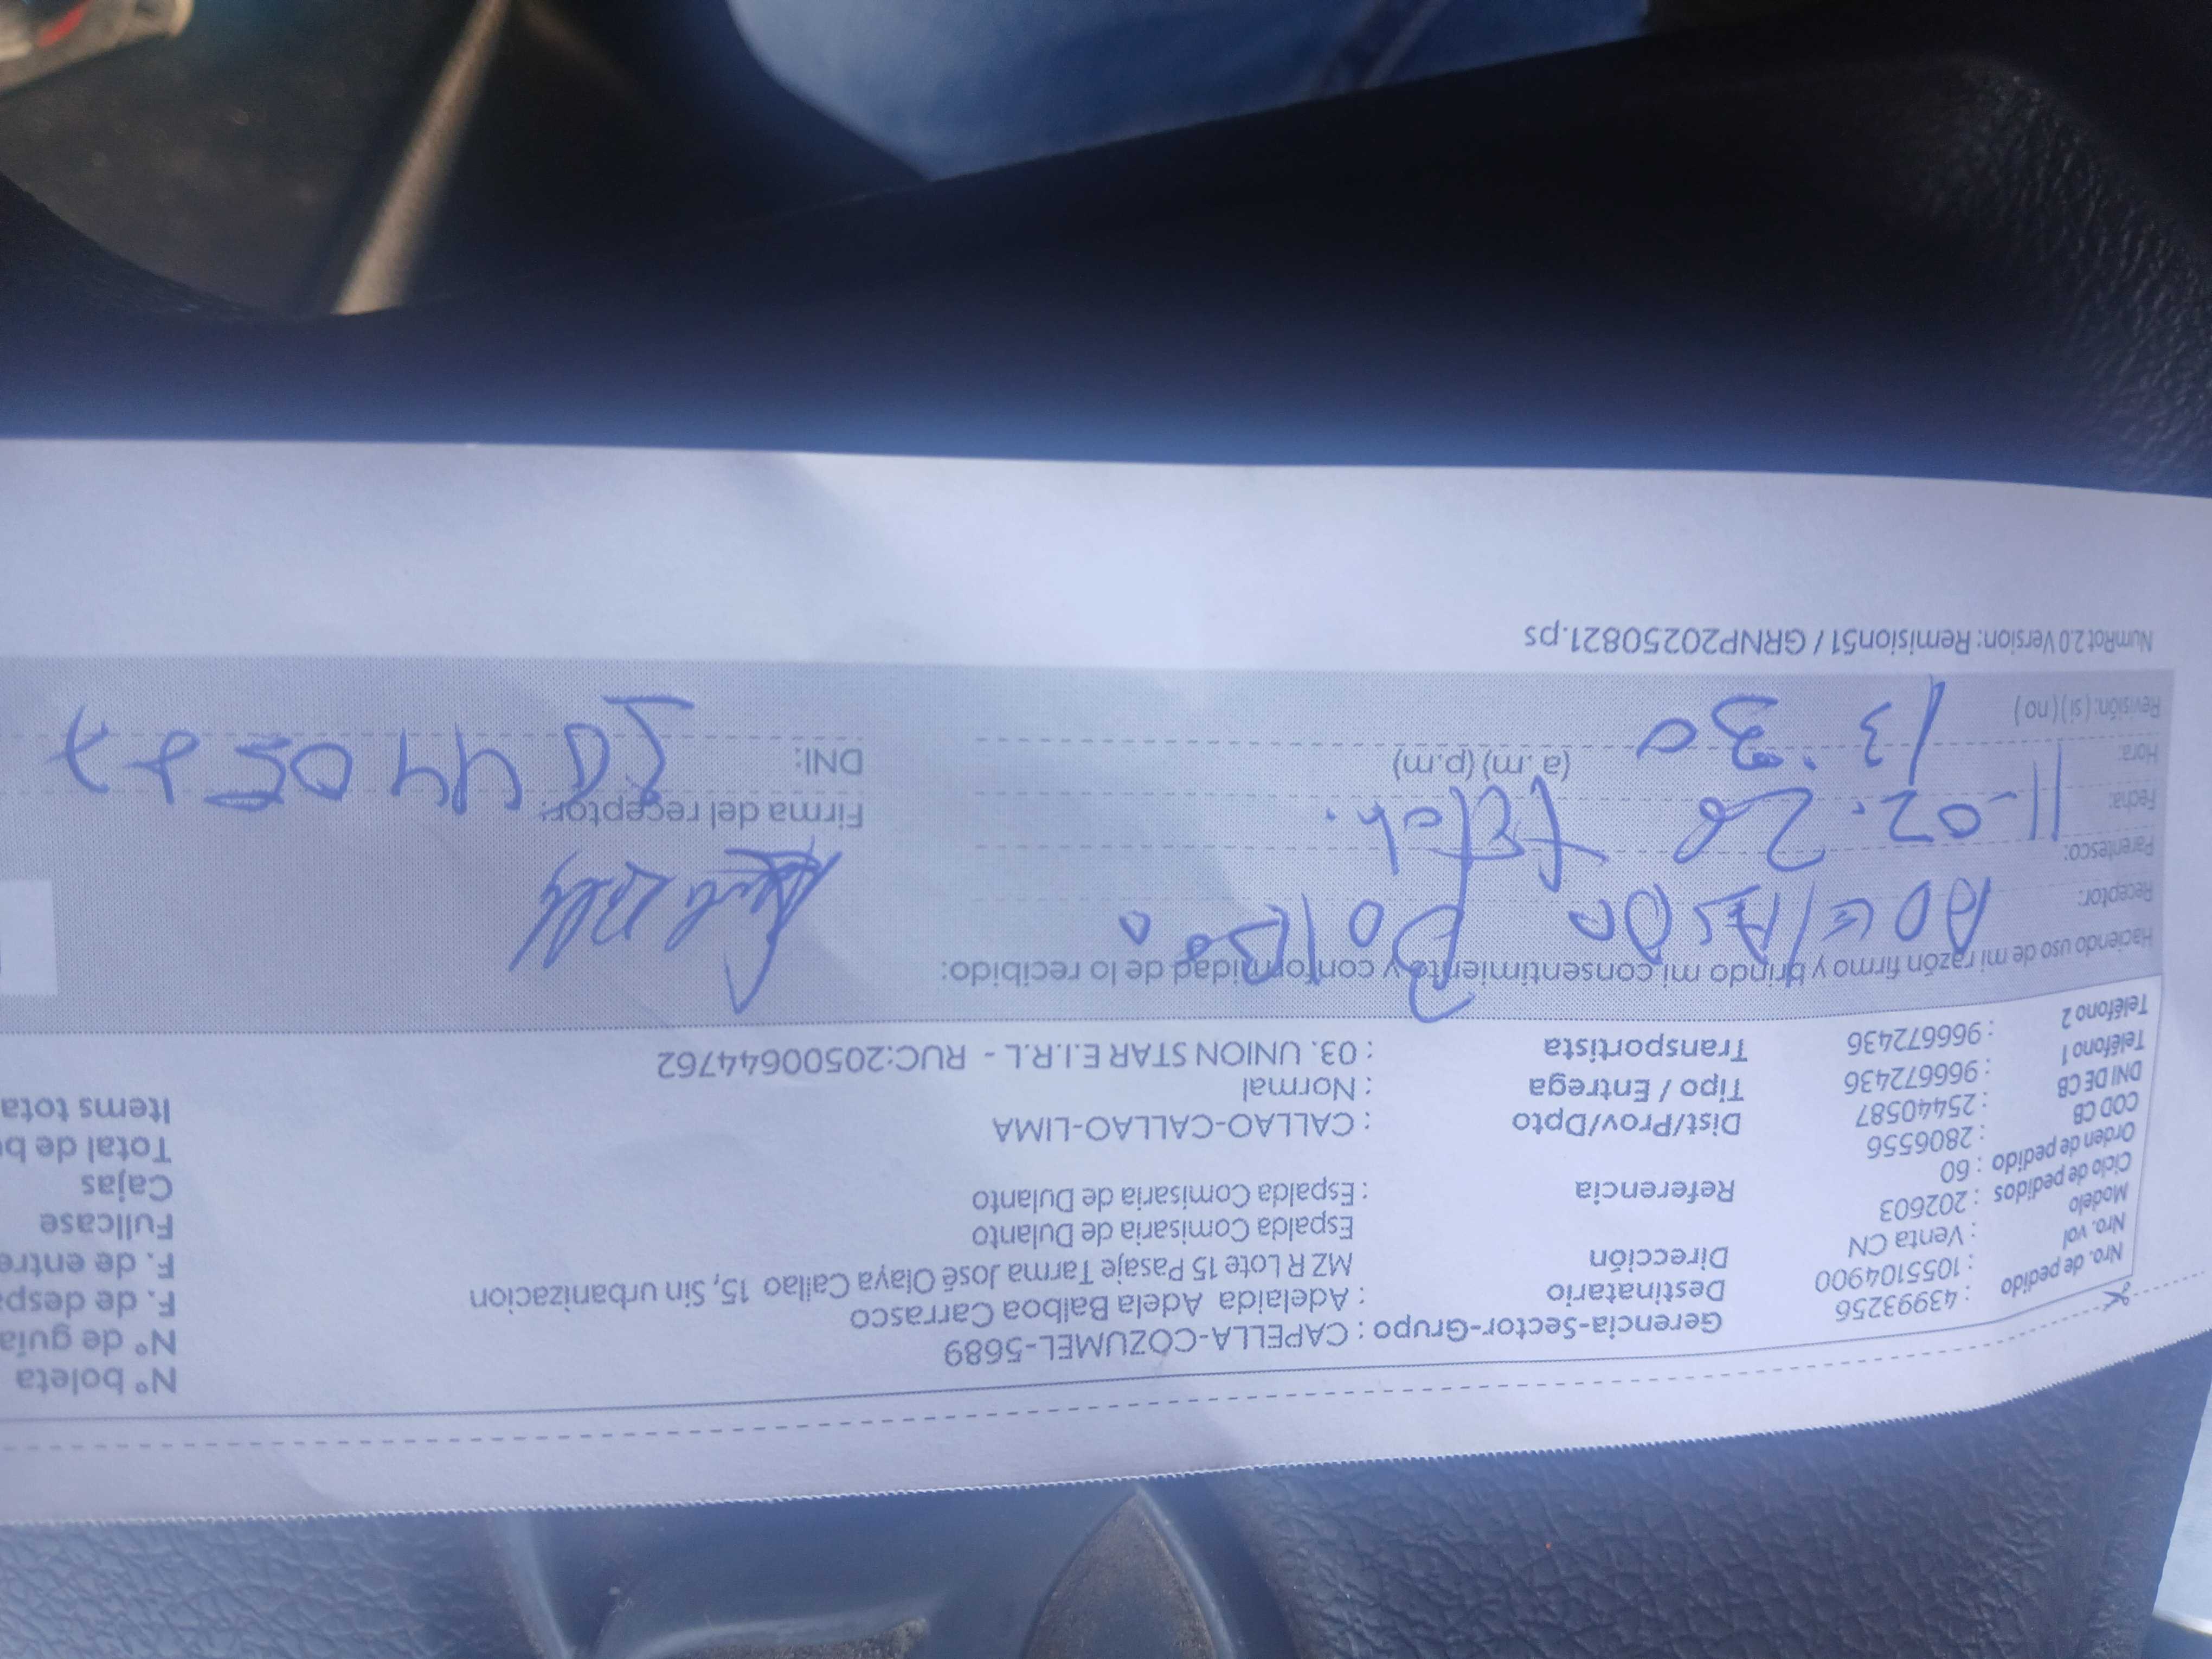 Nº boleta
Gerencia-Sector-Grupo : CAPELLA-COZUMEL-5689 Nº de guía
Nro. de pedido : 43993256 Destinatario : Adelaida Adela Balboa Carrasco F. de despa
Nro. vol : 1055104900 Dirección MZ R Lote 15 Pasaje Tarma José Olaya Callao 15, Sin urbanizacion F. de entre
Modelo : Venta CN Espalda Comisaria de Dulanto Fullcase
Ciclo de pedidos : 202603 Referencia : Espalda Comisaria de Dulanto Cajas
Orden de pedido : 60 Total de b
COD CB : 2806556 Dist/Prov/Dpto : CALLAO-CALLAO-LIMA Items tota
DNI DE CB : 25440587 Tipo / Entrega : Normal
Teléfono 1 : 966672436 Transportista : 03. UNION STAR E.I.R.L - RUC:20500644762
Teléfono 2 : 966672436
Haciendo uso de mi razón firmo y brindo mi consentimiento y conformidad de lo recibido:
Receptor:
Parentesco:
Fecha: 11-02-26 Firma del receptor:
Hora: 13:30 (a.m) (p.m) DNI:
Revisión: (si) (no)
NumRot 2.0 Version: Remision51 / GRNP20250821.ps